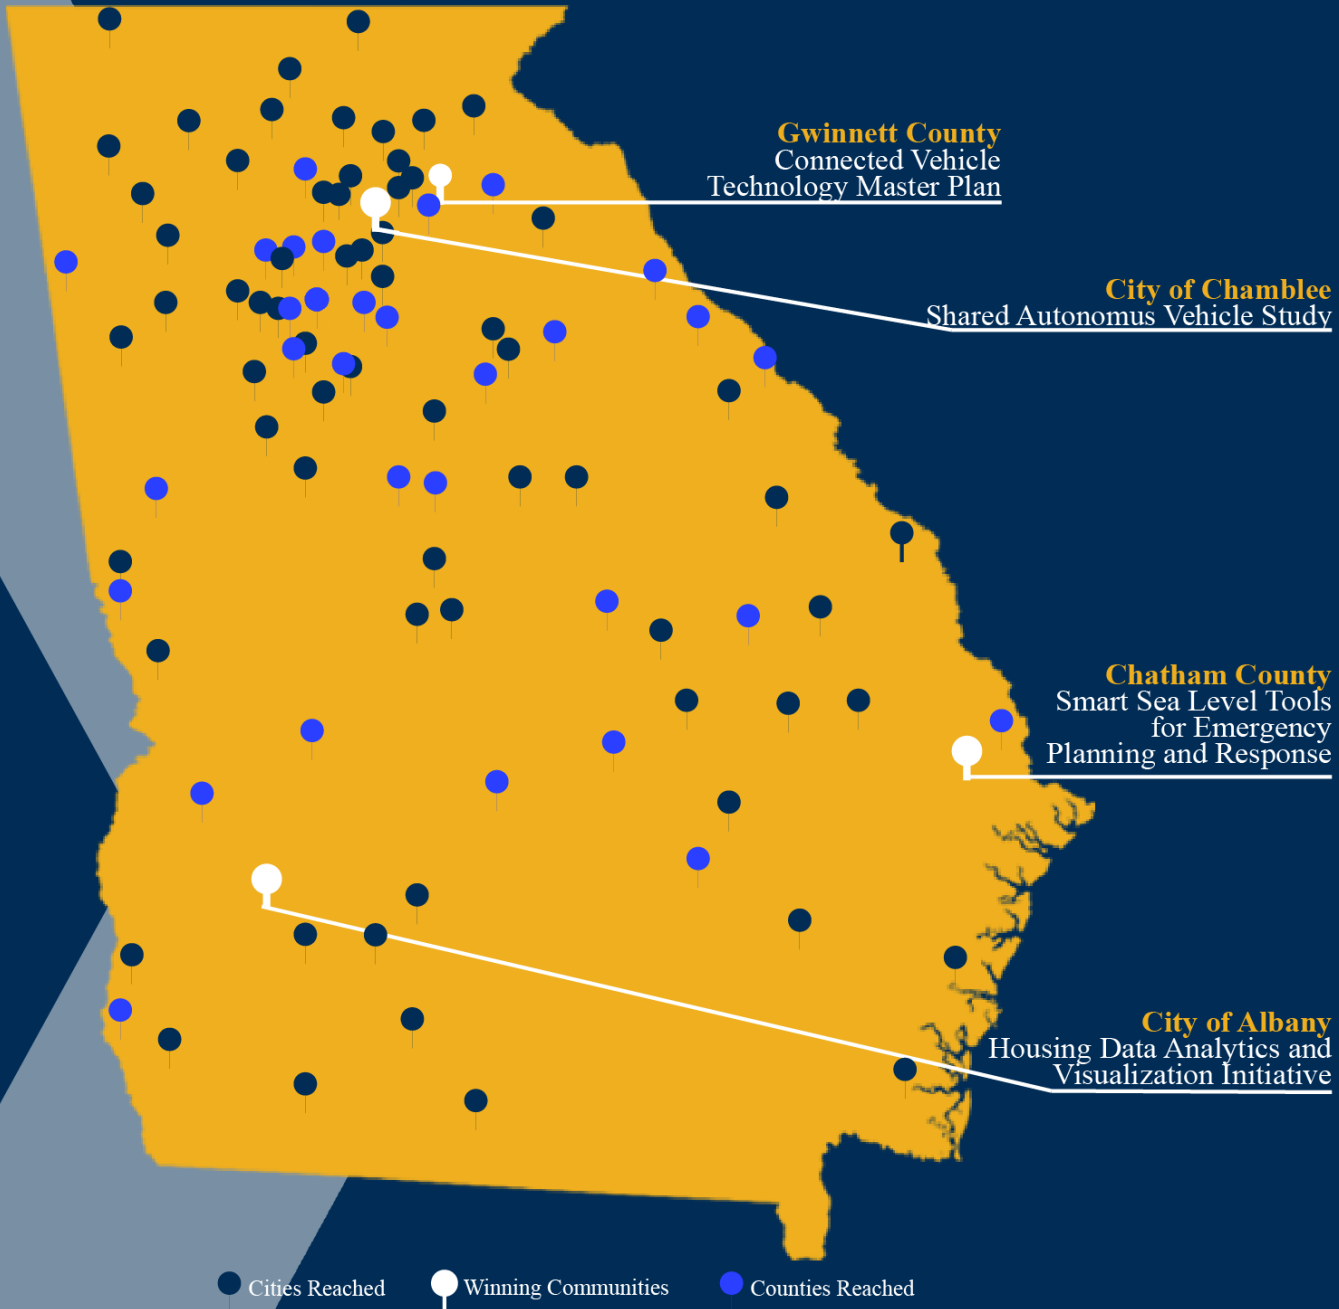 Gwinnett County
Connected Vehicle
Technology Master Plan
City of Chamblee
Shared Autonomus Vehicle Study
Chatham County
Smart Sea Level Tools
for Emergency
Planning and Response
City of Albany
Housing Data Analytics and
Visualization Initiative
Cities Reached
Winning Communities
Counties Reached